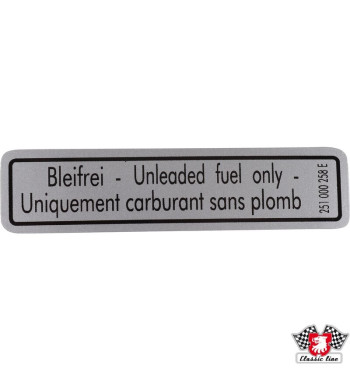 Bleifrei - Unleaded fuel only -
Uniquement carburant sans plomb
251 000 258 E
Classic line